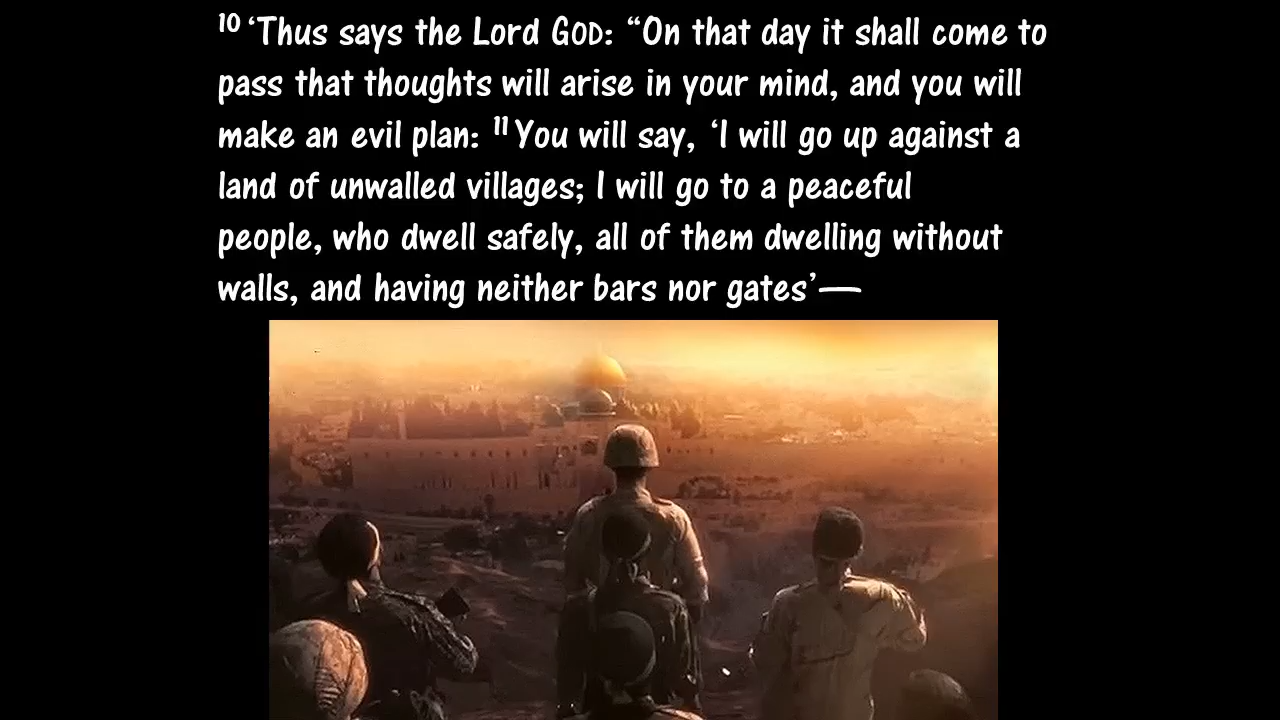 10 ‘Thus says the Lord GOD: “On that day it shall come to
pass that thoughts will arise in your mind, and you will
make an evil plan: 11 You will say, ‘I will go up against a
land of unwalled villages; I will go to a peaceful
people, who dwell safely, all of them dwelling without
walls, and having neither bars nor gates’—